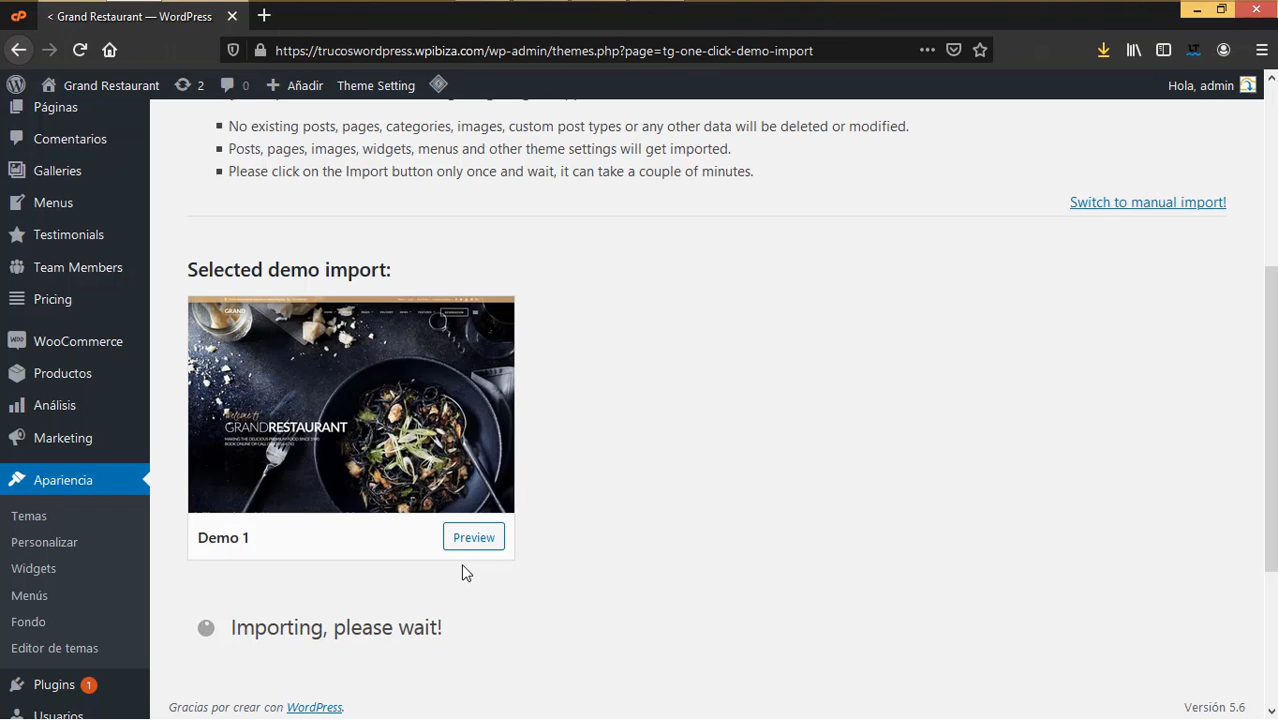 < Grand Restaurant — WordPress
https://trucoswordpress.wpibiza.com/wp-admin/themes.php?page=tg-one-click-demo-import
Grand Restaurant 2 0 Añadir Theme Setting Hola, admin
Páginas
Comentarios
Galleries
Menus
Testimonials
Team Members
Pricing
WooCommerce
Productos
Análisis
Marketing
Apariencia
Temas
Personalizar
Widgets
Menús
Fondo
Editor de temas
Plugins 1
Usuarios
No existing posts, pages, categories, images, custom post types or any other data will be deleted or modified.
Posts, pages, images, widgets, menus and other theme settings will get imported.
Please click on the Import button only once and wait, it can take a couple of minutes.
Switch to manual import!
Selected demo import:
GRAND
welcome to
GRANDRESTAURANT
Demo 1 Preview
Importing, please wait!
Gracias por crear con WordPress. Versión 5.6